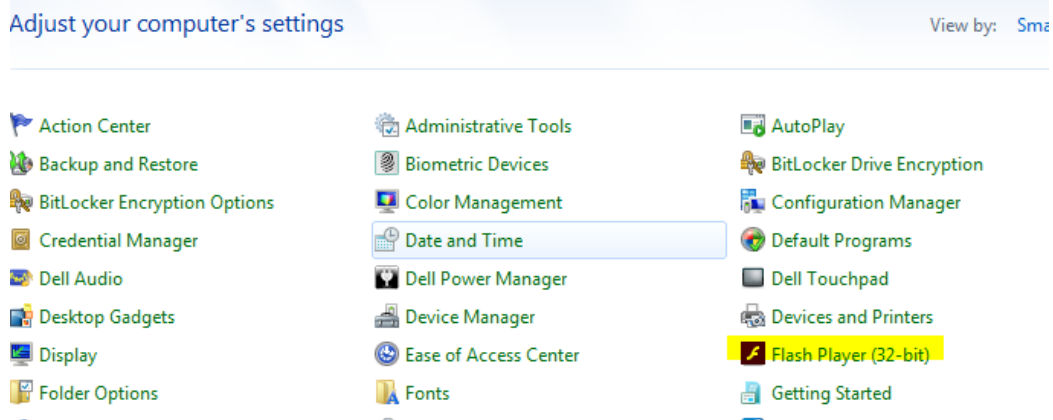 Adjust your computer's settings
View by: Sma
Action Center
Administrative Tools
AutoPlay
Backup and Restore
Biometric Devices
BitLocker Drive Encryption
BitLocker Encryption Options
Color Management
Configuration Manager
Credential Manager
Date and Time
Default Programs
Dell Audio
Dell Power Manager
Dell Touchpad
Desktop Gadgets
Device Manager
Devices and Printers
Display
Ease of Access Center
Flash Player (32-bit)
Folder Options
Fonts
Getting Started